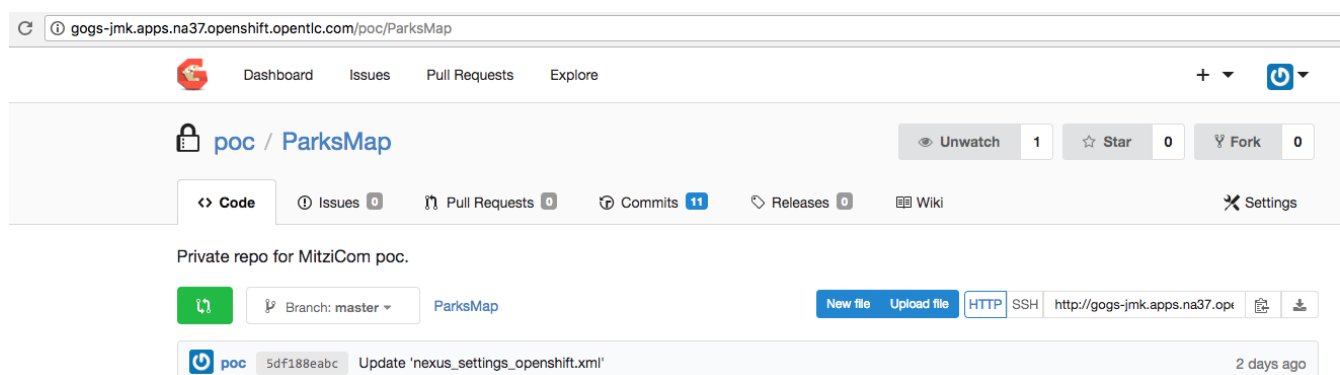 gogs-jmk.apps.na37.openshift.opentlc.com/poc/ParksMap
Dashboard Issues Pull Requests Explore
poc / ParksMap Unwatch 1 Star 0 Fork 0
Code Issues 0 Pull Requests 0 Commits 11 Releases 0 Wiki Settings
Private repo for MitziCom poc.
Branch: master ParksMap New file Upload file HTTP SSH http://gogs-jmk.apps.na37.ope
poc 5df188eabc Update 'nexus_settings_openshift.xml' 2 days ago